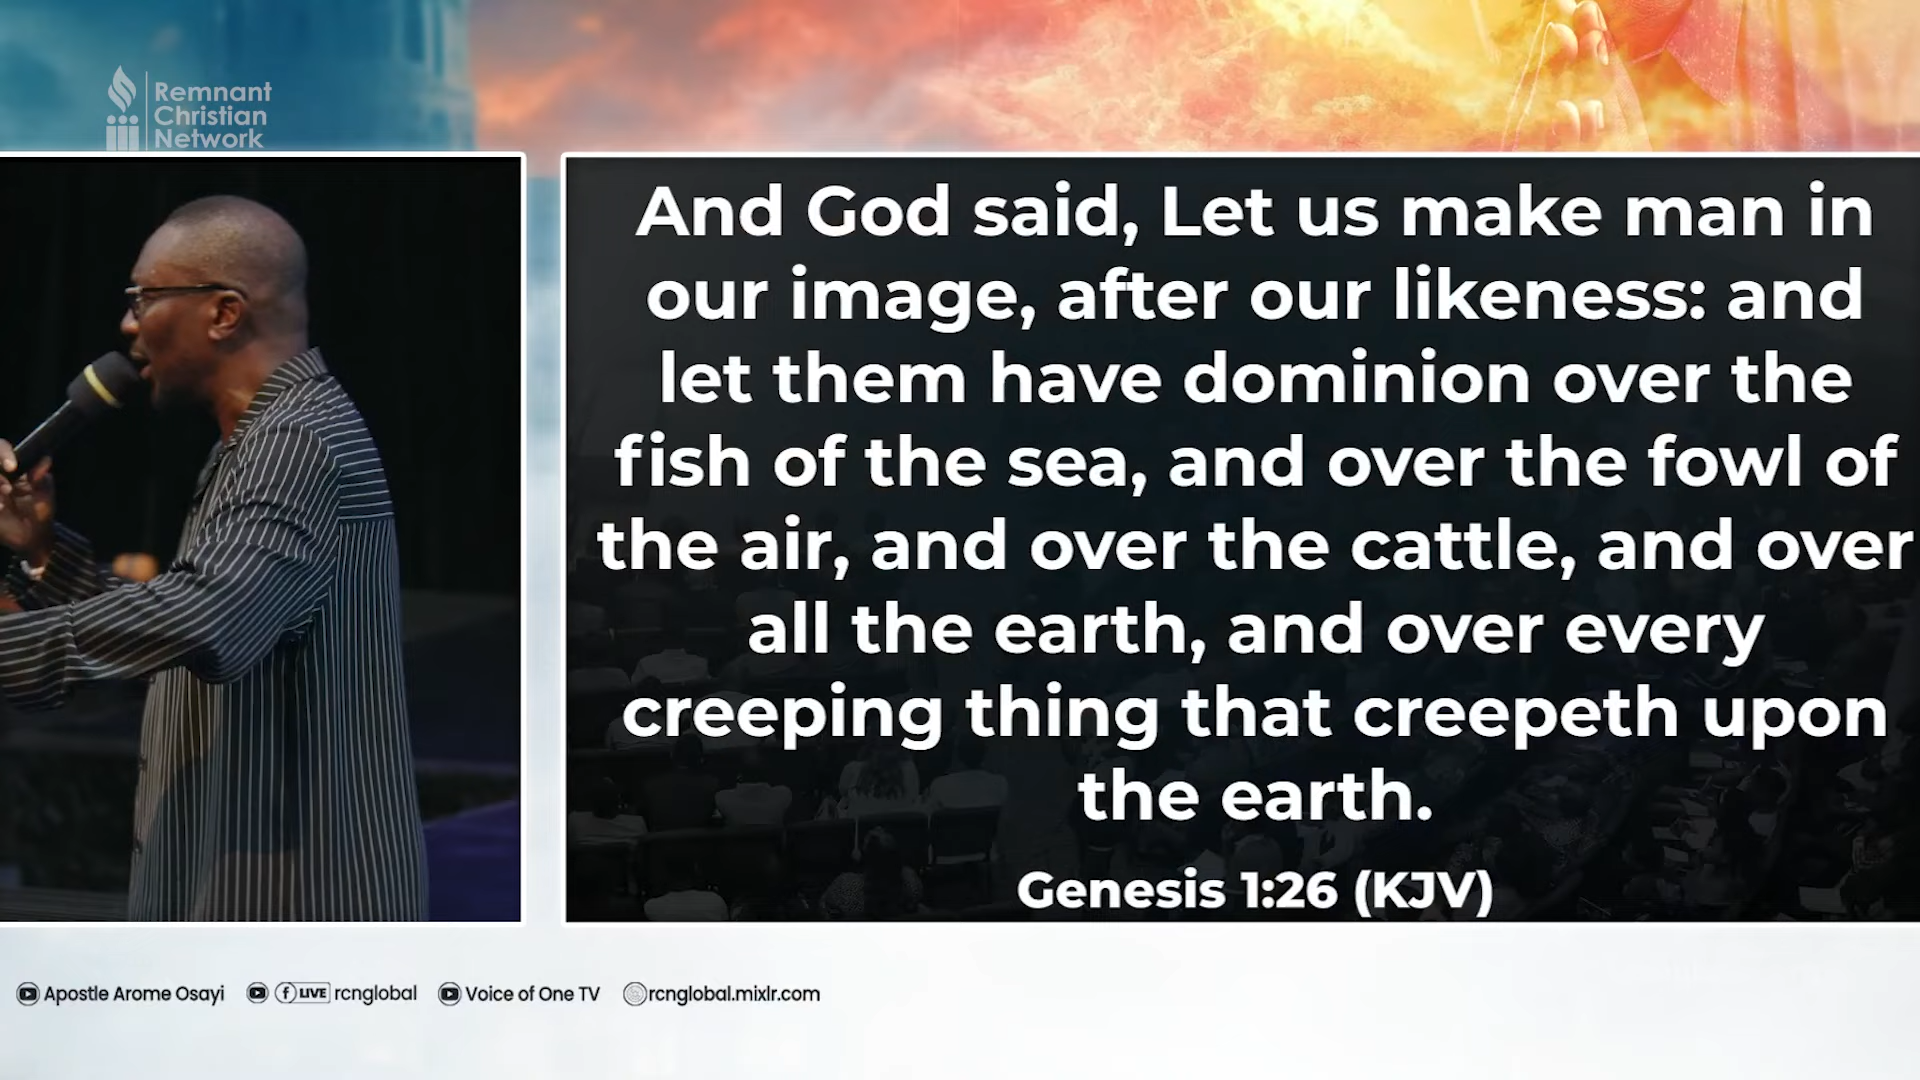 Remnant
Christian
Network
And God said, Let us make man in
our image, after our likeness: and
let them have dominion over the
fish of the sea, and over the fowl of
the air, and over the cattle, and over
all the earth, and over every
creeping thing that creepeth upon
the earth.
Genesis 1:26 (KJV)
Apostle Arome Osayi f LIVE rcnglobal Voice of One TV rcnglobal.mixlr.com